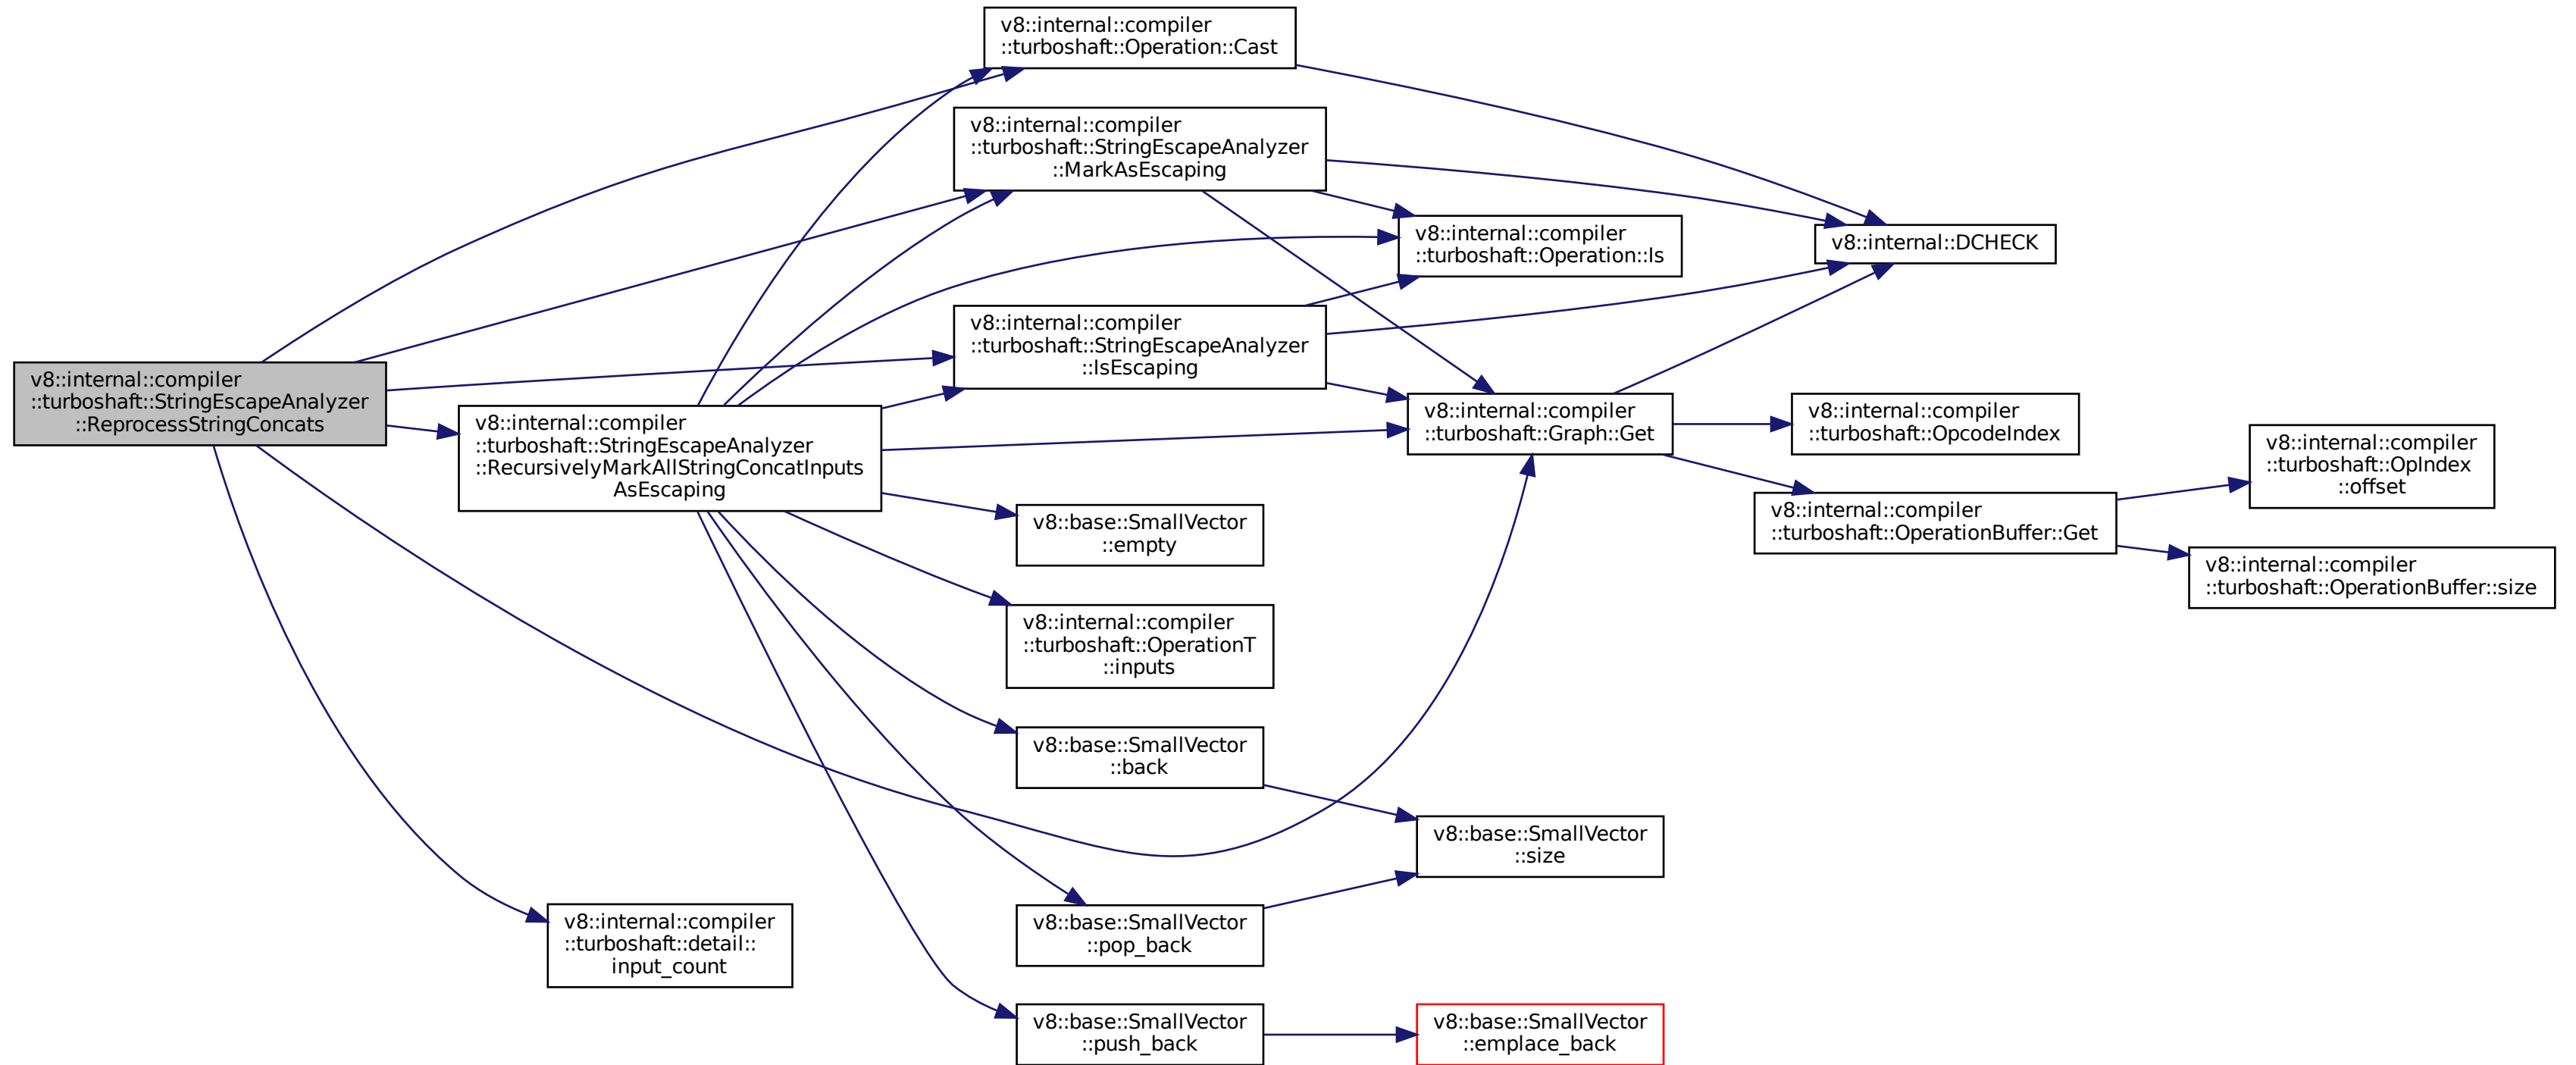 v8::internal::compiler
::turboshaft::StringEscapeAnalyzer
::ReprocessStringConcats
v8::internal::compiler
::turboshaft::Operation::Cast
v8::internal::compiler
::turboshaft::StringEscapeAnalyzer
::MarkAsEscaping
v8::internal::compiler
::turboshaft::Operation::Is
v8::internal::DCHECK
v8::internal::compiler
::turboshaft::StringEscapeAnalyzer
::IsEscaping
v8::internal::compiler
::turboshaft::StringEscapeAnalyzer
::RecursivelyMarkAllStringConcatInputs
AsEscaping
v8::internal::compiler
::turboshaft::Graph::Get
v8::internal::compiler
::turboshaft::OpcodeIndex
v8::internal::compiler
::turboshaft::OpIndex
::offset
v8::internal::compiler
::turboshaft::OperationBuffer::Get
v8::internal::compiler
::turboshaft::OperationBuffer::size
v8::base::SmallVector
::empty
v8::internal::compiler
::turboshaft::OperationT
::inputs
v8::base::SmallVector
::back
v8::base::SmallVector
::size
v8::base::SmallVector
::pop_back
v8::internal::compiler
::turboshaft::detail::
input_count
v8::base::SmallVector
::push_back
v8::base::SmallVector
::emplace_back